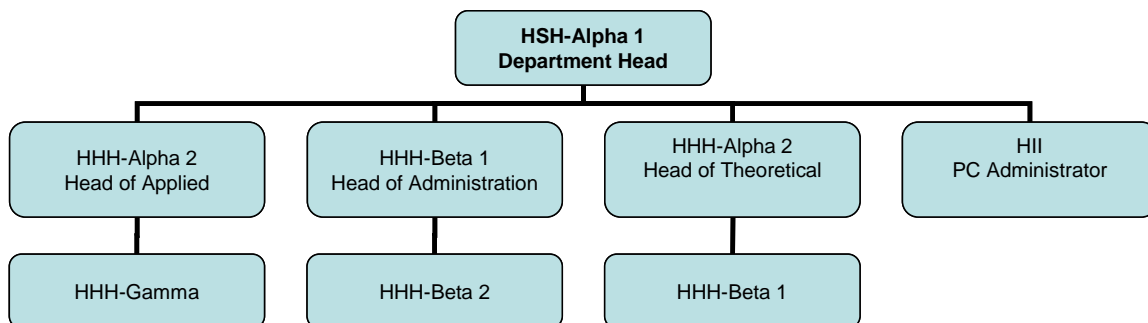 HSH-Alpha 1
Department Head
HHH-Alpha 2
Head of Applied
HHH-Beta 1
Head of Administration
HHH-Alpha 2
Head of Theoretical
HII
PC Administrator
HHH-Gamma
HHH-Beta 2
HHH-Beta 1